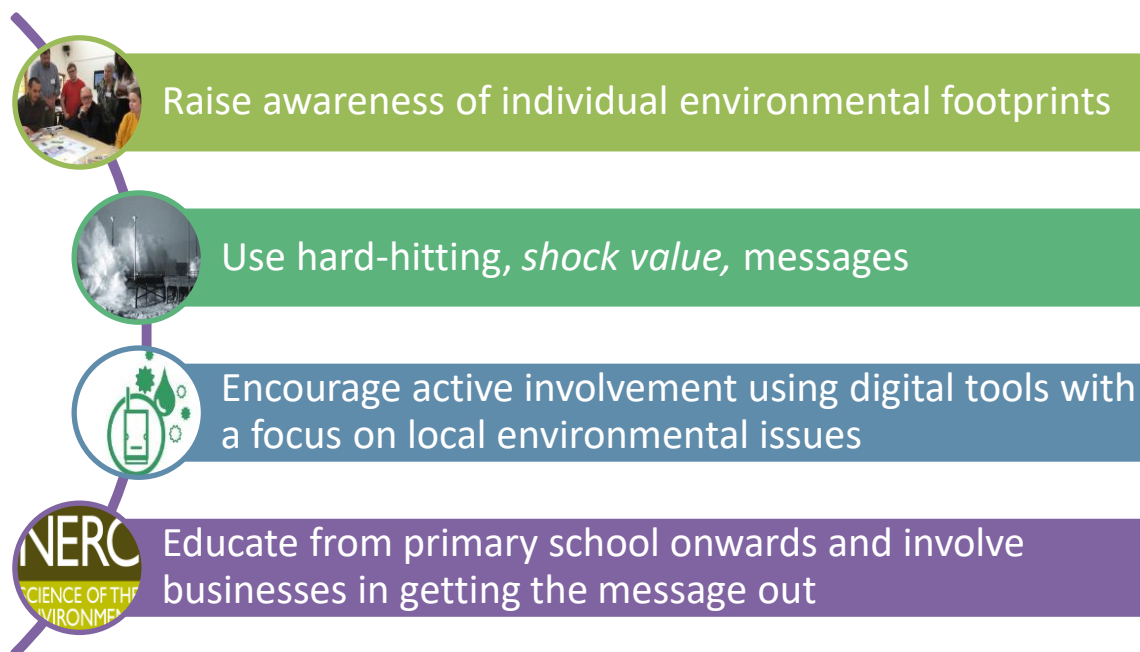 Raise awareness of individual environmental footprints
Use hard-hitting, shock value, messages
Encourage active involvement using digital tools with
a focus on local environmental issues
NERC
SCIENCE OF THE
Educate from primary school onwards and involve
businesses in getting the message out